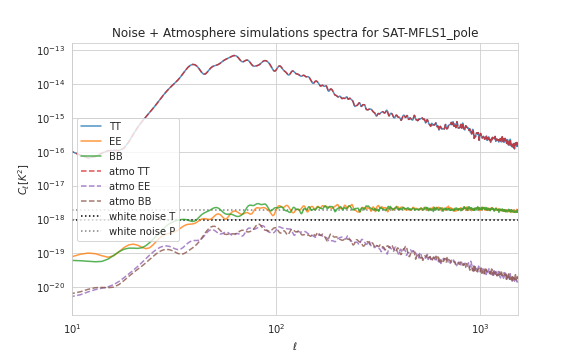 Noise + Atmosphere simulations spectra for SAT-MFLS1_pole
10⁻¹³
10⁻¹⁴
10⁻¹⁵
10⁻¹⁶
10⁻¹⁷
10⁻¹⁸
10⁻¹⁹
10⁻²⁰
Cℓ[K²]
TT
EE
BB
atmo TT
atmo EE
atmo BB
white noise T
white noise P
10¹ 10² 10³
ℓ